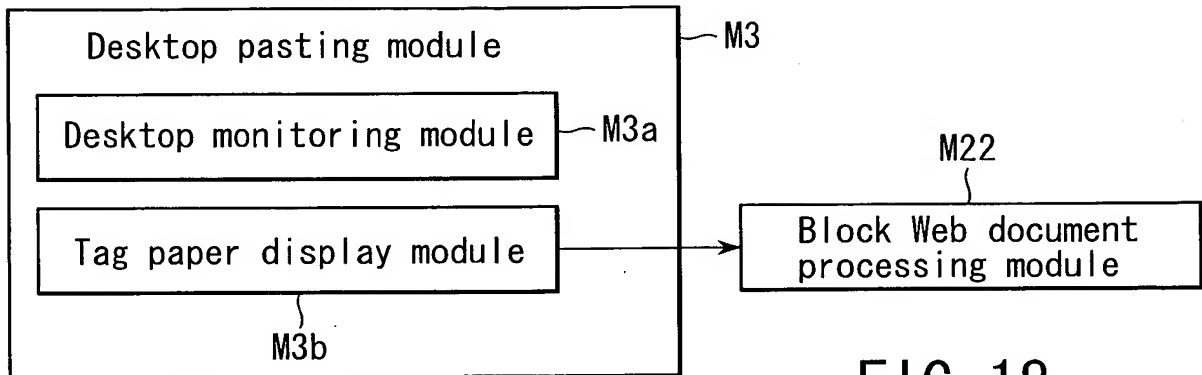 Desktop pasting module
M3
Desktop monitoring module
M3a
M22
Tag paper display module
Block Web document
processing module
M3b
FIG